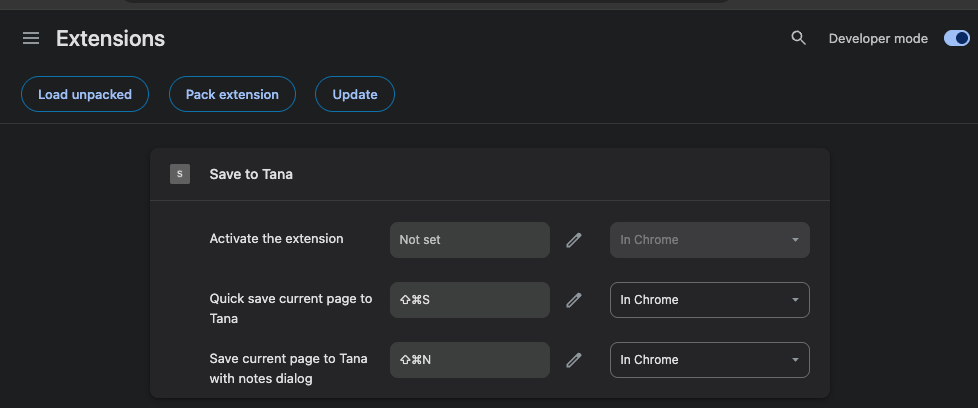 Extensions
Developer mode
Load unpacked
Pack extension
Update
S
Save to Tana
Activate the extension
Not set
In Chrome
Quick save current page to
Tana
⇧⌘S
In Chrome
Save current page to Tana
with notes dialog
⇧⌘N
In Chrome